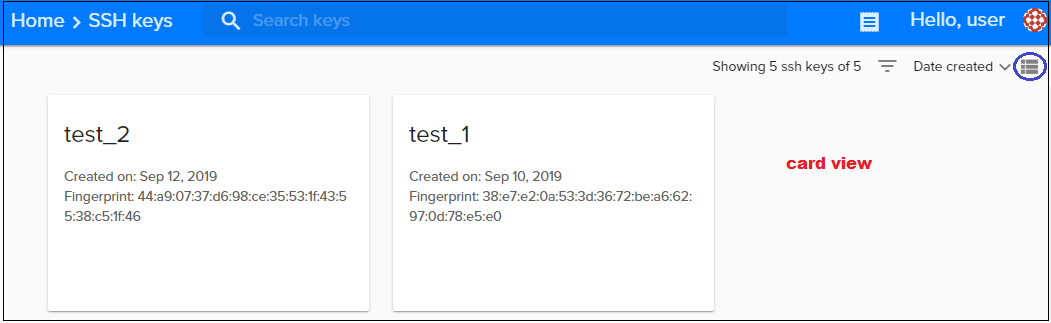 Home > SSH keys
Search keys
Hello, user
Showing 5 ssh keys of 5
Date created
test_2
Created on: Sep 12, 2019
Fingerprint: 44:a9:07:37:d6:98:ce:35:53:1f:43:5
5:38:c5:1f:46
test_1
Created on: Sep 10, 2019
Fingerprint: 38:e7:e2:0a:53:3d:36:72:be:a6:62:
97:0d:78:e5:e0
card view